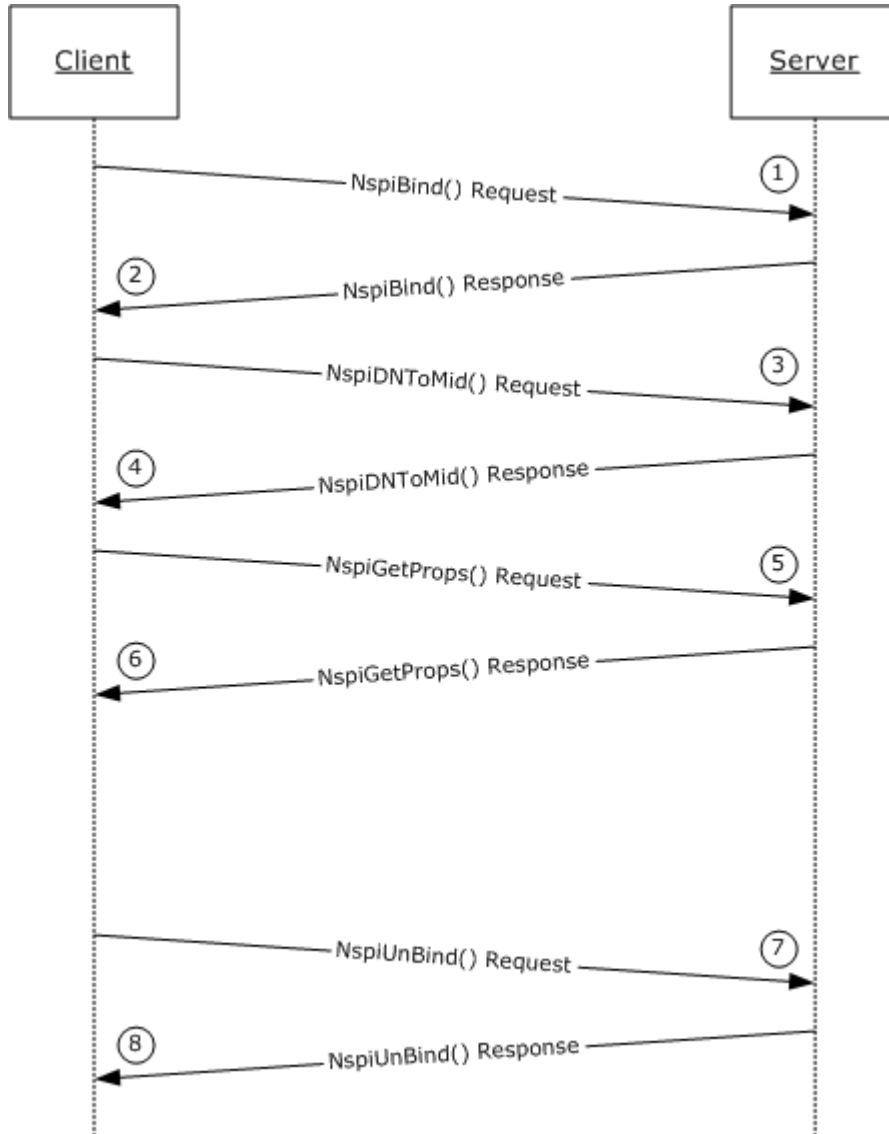 Client
Server
1
NspiBind() Request
2
NspiBind() Response
3
NspiDNToMid() Request
4
NspiDNToMid() Response
5
NspiGetProps() Request
6
NspiGetProps() Response
7
NspiUnBind() Request
8
NspiUnBind() Response